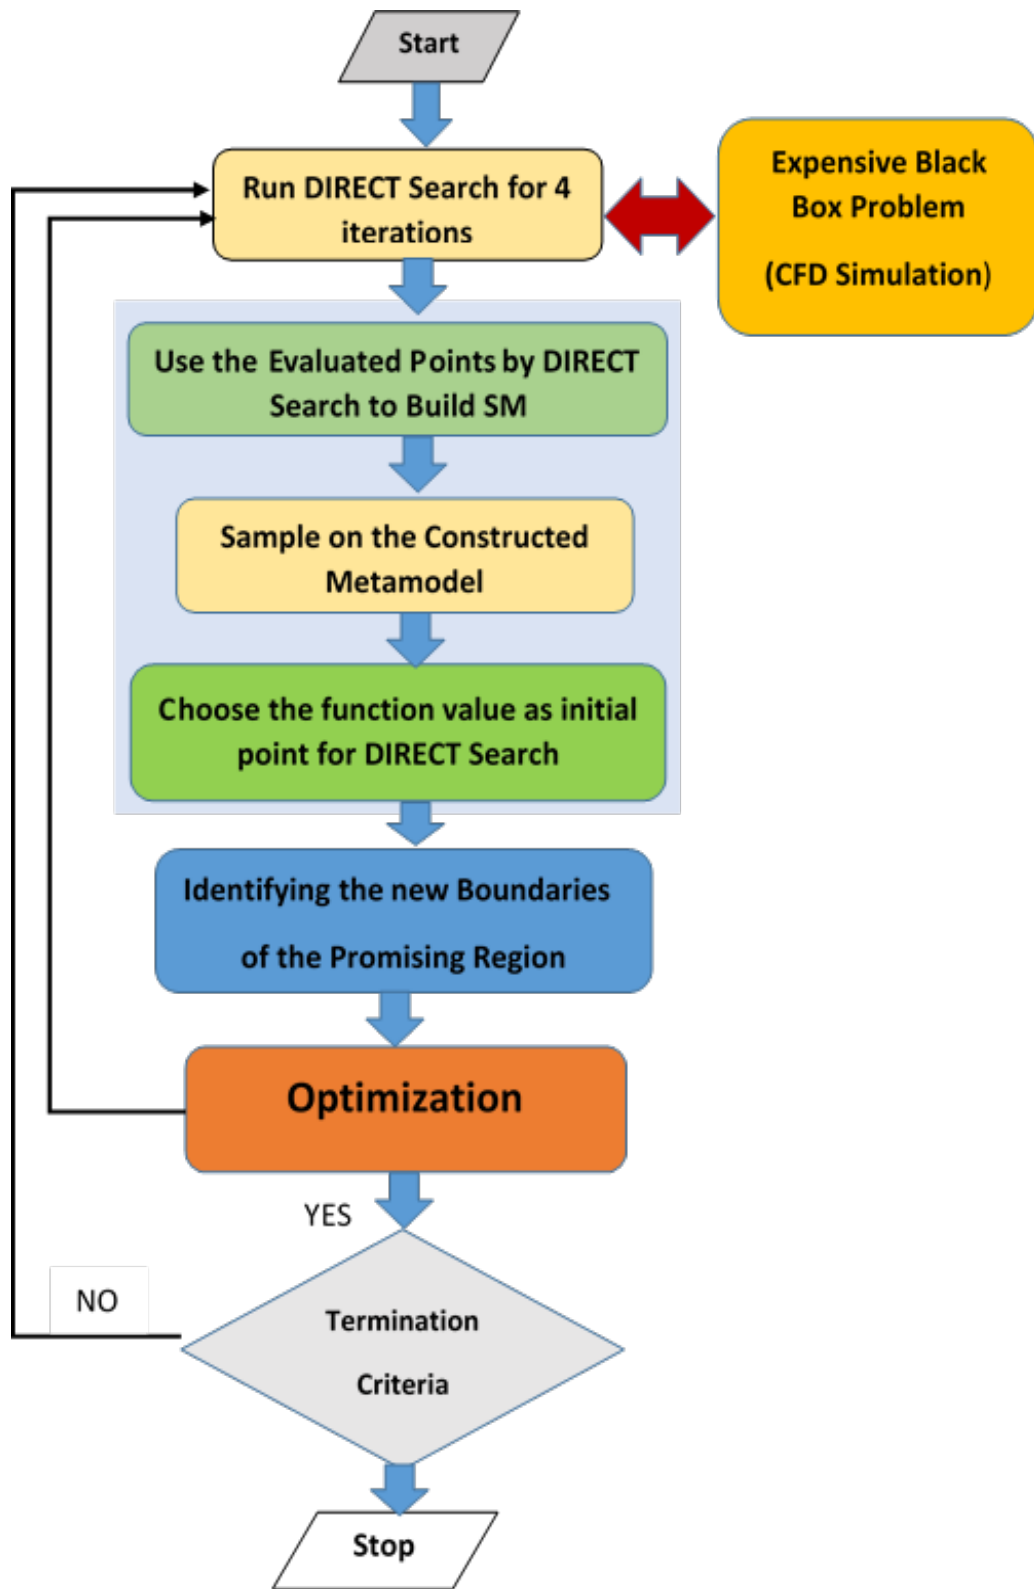 Start
Run DIRECT Search for 4
iterations
Expensive Black
Box Problem
(CFD Simulation)
Use the Evaluated Points by DIRECT
Search to Build SM
Sample on the Constructed
Metamodel
Choose the function value as initial
point for DIRECT Search
Identifying the new Boundaries
of the Promising Region
Optimization
YES
NO
Termination
Criteria
Stop